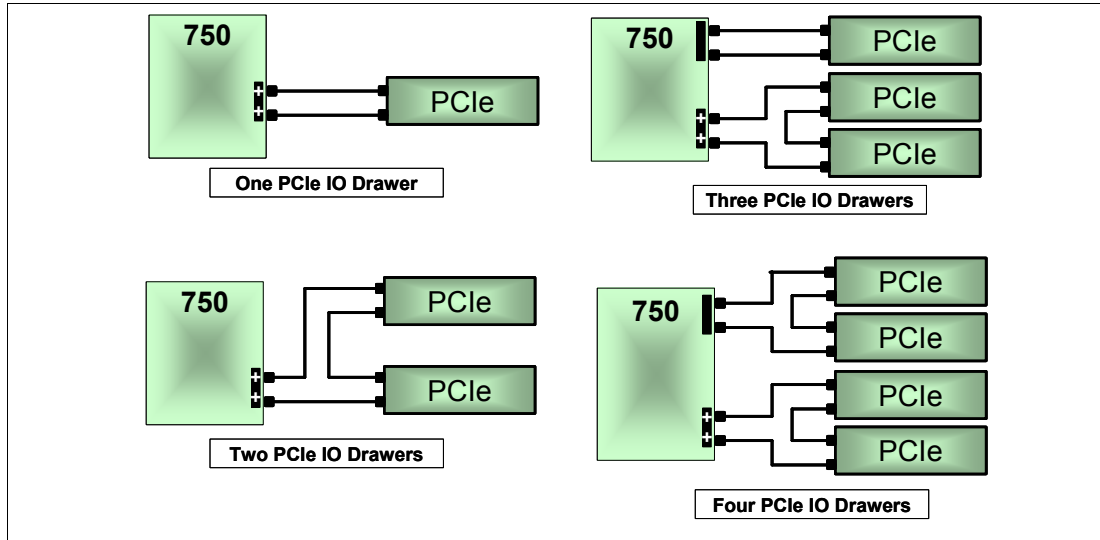 750
PCIe
One PCIe IO Drawer
750
PCIe
PCIe
PCIe
Three PCIe IO Drawers
750
PCIe
PCIe
Two PCIe IO Drawers
750
PCIe
PCIe
PCIe
PCIe
Four PCIe IO Drawers